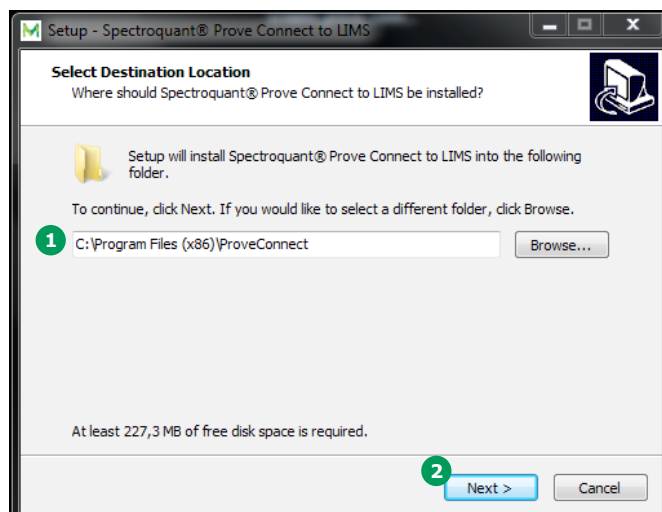 Setup - Spectroquant® Prove Connect to LIMS
Select Destination Location
Where should Spectroquant® Prove Connect to LIMS be installed?
Setup will install Spectroquant® Prove Connect to LIMS into the following
folder.
To continue, click Next. If you would like to select a different folder, click Browse.
1 C:\Program Files (x86)\ProveConnect Browse...
At least 227,3 MB of free disk space is required.
2 Next > Cancel